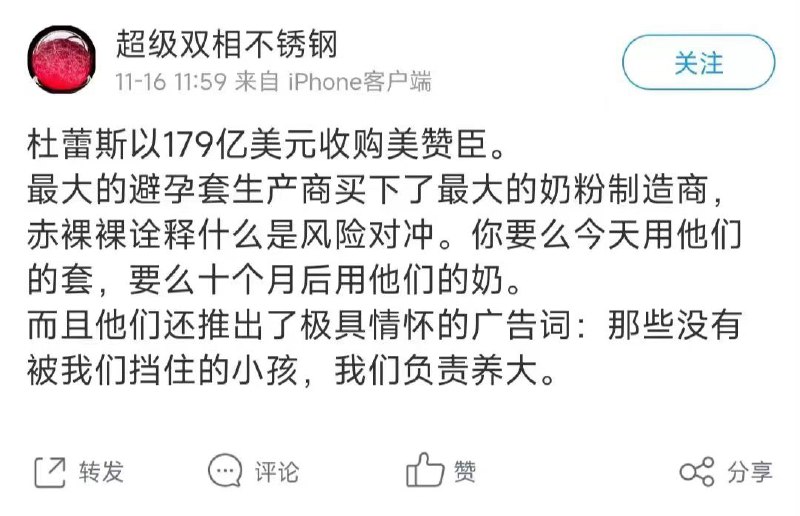 超级双相不锈钢
11-16 11:59 来自 iPhone客户端
关注
杜蕾斯以179亿美元收购美赞臣。
最大的避孕套生产商买下了最大的奶粉制造商，
赤裸裸诠释什么是风险对冲。你要么今天用他们
的套，要么十个月后用他们的奶。
而且他们还推出了极具情怀的广告词：那些没有
被我们挡住的小孩，我们负责养大。
转发 评论 赞 分享